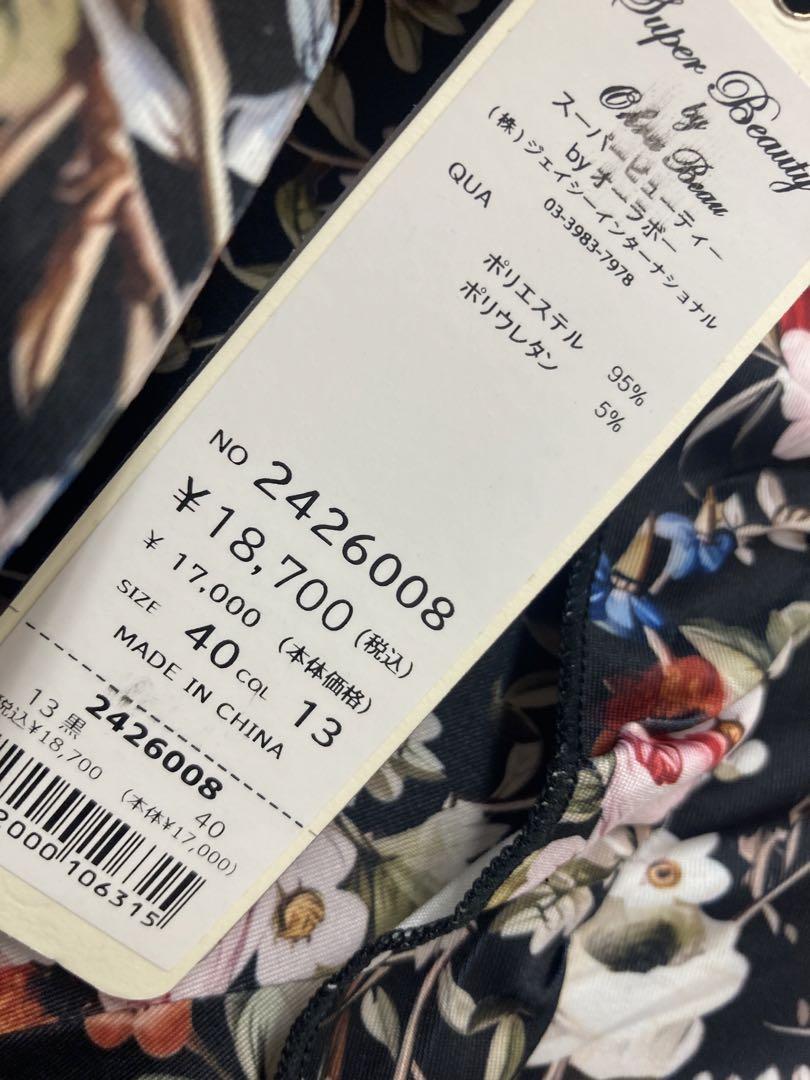 Super Beauty
by
Beau
スーパービューティー
by オーラボー
(株)ジェイシーインターナショナル
03-3983-7978
QUA
ポリエステル 95%
ポリウレタン 5%
NO 2426008
¥18,700 (税込)
¥ 17,000 (本体価格)
SIZE 40 COL 13
MADE IN CHINA
2426008
13 黒 40
税込¥18,700 (本体¥17,000)
2000106315